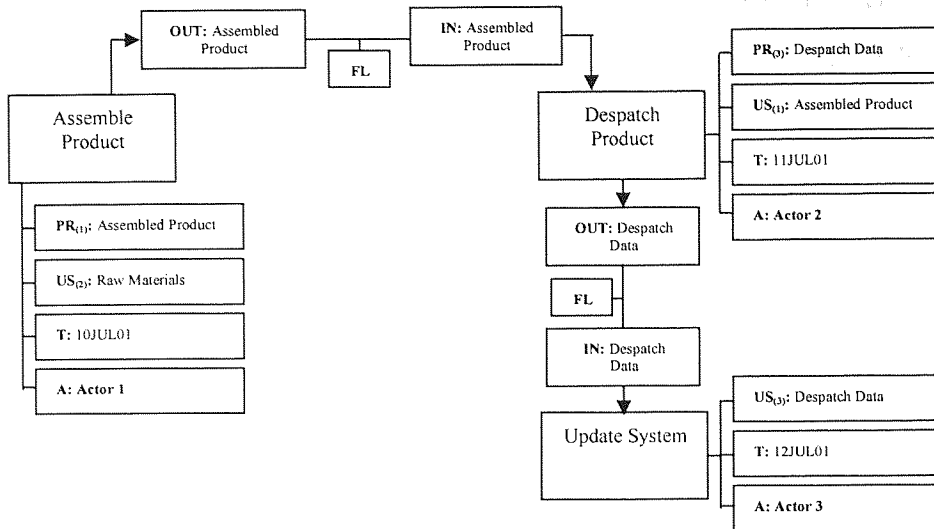 OUT: Assembled
Product
FL
IN: Assembled
Product
Assemble
Product
PR(1): Assembled Product
US(2): Raw Materials
T: 10JUL01
A: Actor 1
Despatch
Product
PR(3): Despatch Data
US(1): Assembled Product
T: 11JUL01
A: Actor 2
OUT: Despatch
Data
FL
IN: Despatch
Data
Update System
US(3): Despatch Data
T: 12JUL01
A: Actor 3